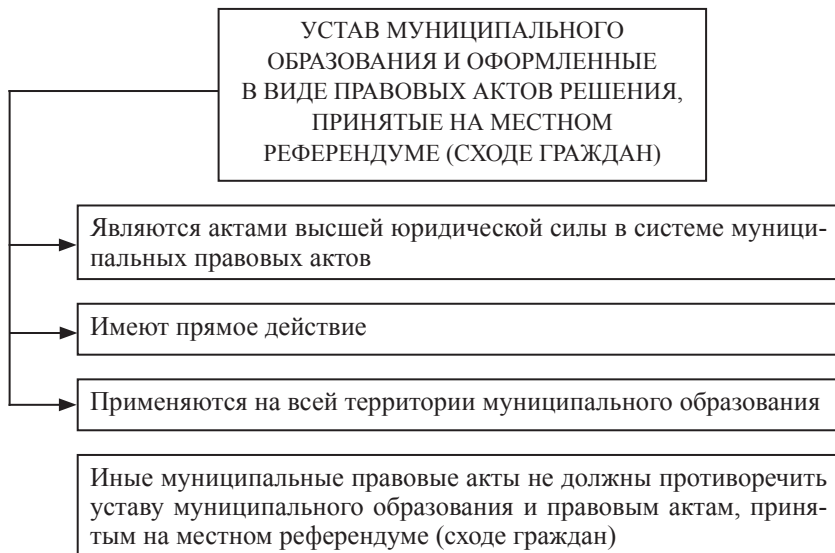 УСТАВ МУНИЦИПАЛЬНОГО
ОБРАЗОВАНИЯ И ОФОРМЛЕННЫЕ
В ВИДЕ ПРАВОВЫХ АКТОВ РЕШЕНИЯ,
ПРИНЯТЫЕ НА МЕСТНОМ
РЕФЕРЕНДУМЕ (СХОДЕ ГРАЖДАН)
Являются актами высшей юридической силы в системе муници-
пальных правовых актов
Имеют прямое действие
Применяются на всей территории муниципального образования
Иные муниципальные правовые акты не должны противоречить
уставу муниципального образования и правовым актам, приня-
тым на местном референдуме (сходе граждан)